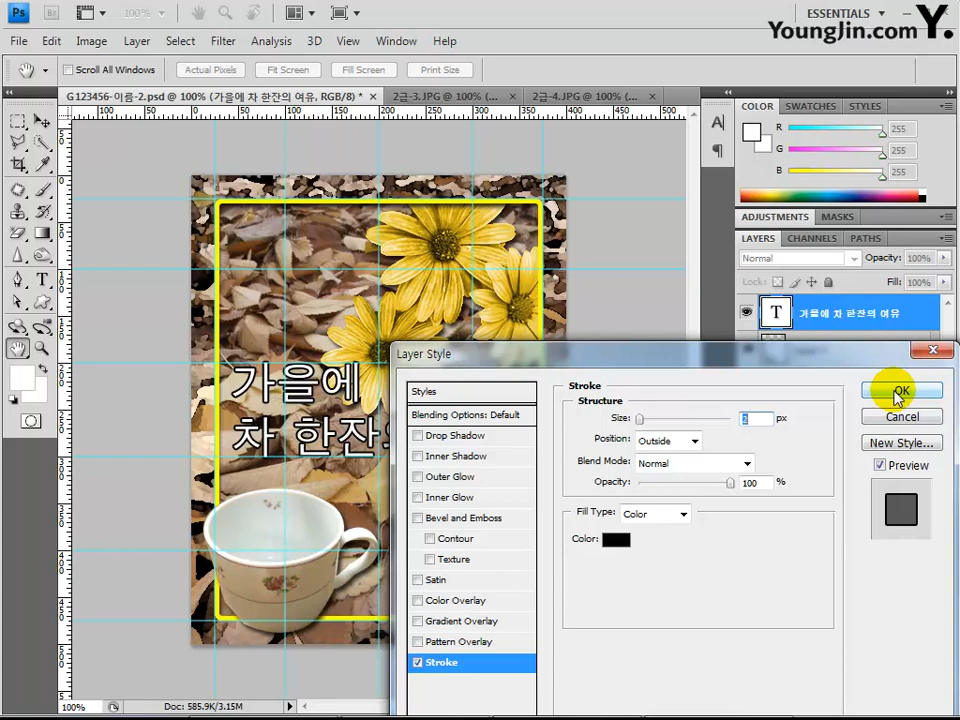 Ps Br 100% ESSENTIALS
YoungJin.com Y.
File Edit Image Layer Select Filter Analysis 3D View Window Help
Scroll All Windows Actual Pixels Fit Screen Fill Screen Print Size
G123456-이름-2.psd @ 100% (가을에 차 한잔의 여유, RGB/8) * × 2급-3.JPG @ 100% (... × 2급-4.JPG @ 100% (... ×
COLOR SWATCHES STYLES
R 255
G 255
B 255
ADJUSTMENTS MASKS
LAYERS CHANNELS PATHS
Normal Opacity: 100%
Lock: Fill: 100%
T 가을에 차 한잔의 여유
가을에
차 한잔
Layer Style
Styles
Blending Options: Default
Drop Shadow
Inner Shadow
Outer Glow
Inner Glow
Bevel and Emboss
Contour
Texture
Satin
Color Overlay
Gradient Overlay
Pattern Overlay
Stroke
Stroke
Structure
Size: 2 px
Position: Outside
Blend Mode: Normal
Opacity: 100 %
Fill Type: Color
Color:
OK
Cancel
New Style...
Preview
100% Doc: 585.9K/3.15M